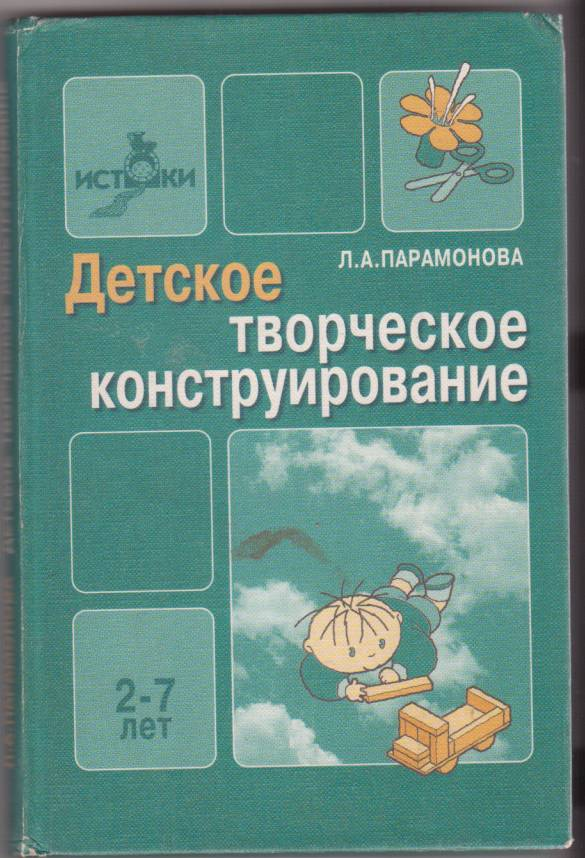 ИСТОКИ
Л.А.ПАРАМОНОВА
Детское
творческое
конструирование
2-7
лет